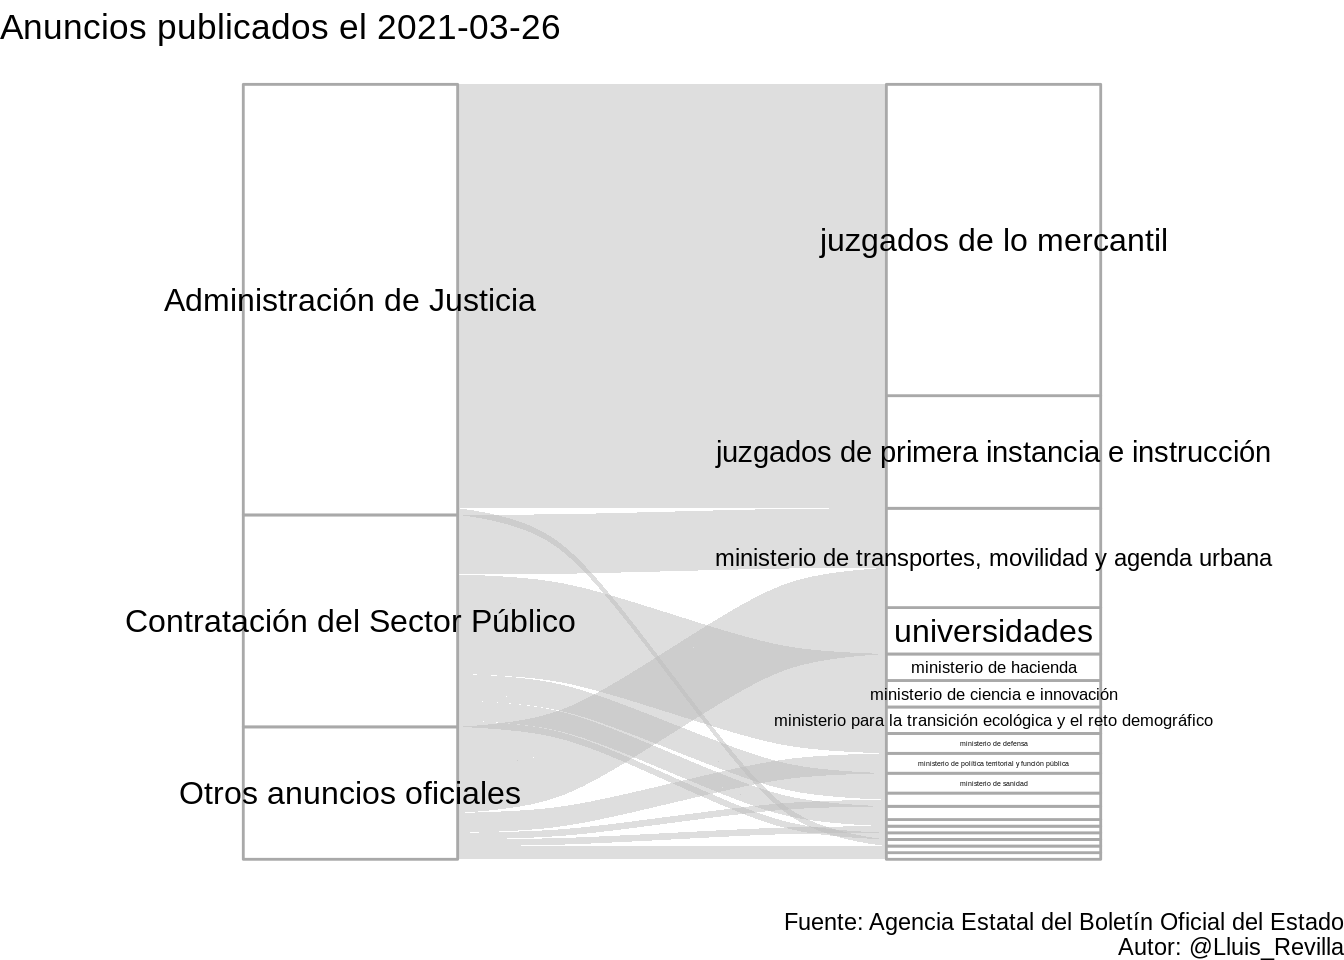 Anuncios publicados el 2021-03-26
juzgados de lo mercantil
Administración de Justicia
juzgados de primera instancia e instrucción
ministerio de transportes, movilidad y agenda urbana
Contratación del Sector Público
universidades
ministerio de hacienda
ministerio de ciencia e innovación
ministerio para la transición ecológica y el reto demográfico
ministerio de defensa
ministerio de política territorial y función pública
ministerio de sanidad
Otros anuncios oficiales
Fuente: Agencia Estatal del Boletín Oficial del Estado
Autor: @Lluis_Revilla